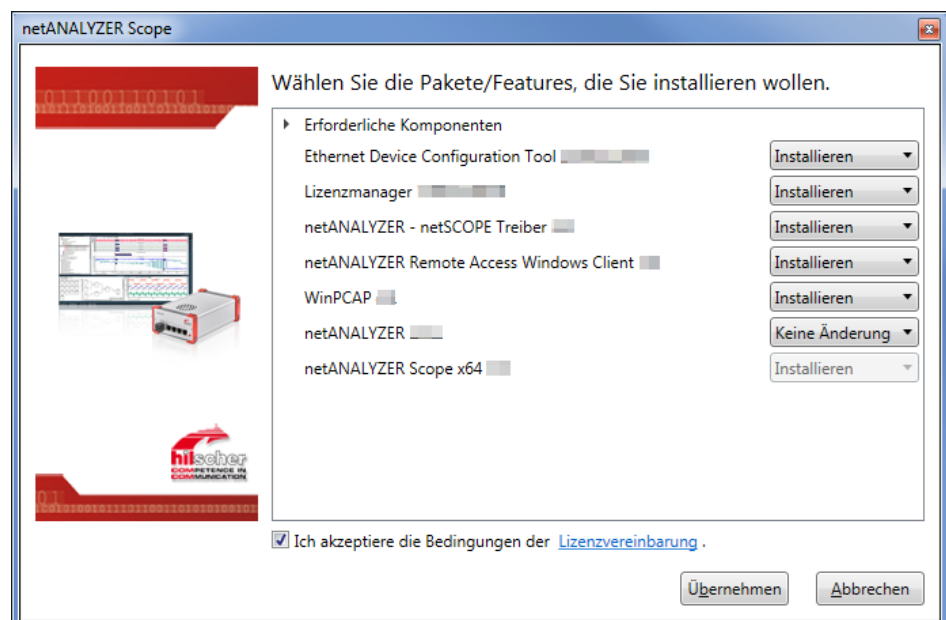 netANALYZER Scope
Wählen Sie die Pakete/Features, die Sie installieren wollen.
Erforderliche Komponenten
Ethernet Device Configuration Tool Installieren
Lizenzmanager Installieren
netANALYZER - netSCOPE Treiber Installieren
netANALYZER Remote Access Windows Client Installieren
WinPCAP Installieren
netANALYZER Keine Änderung
netANALYZER Scope x64 Installieren
hilscher
COMPETENCE IN
COMMUNICATION
Ich akzeptiere die Bedingungen der Lizenzvereinbarung .
Übernehmen Abbrechen